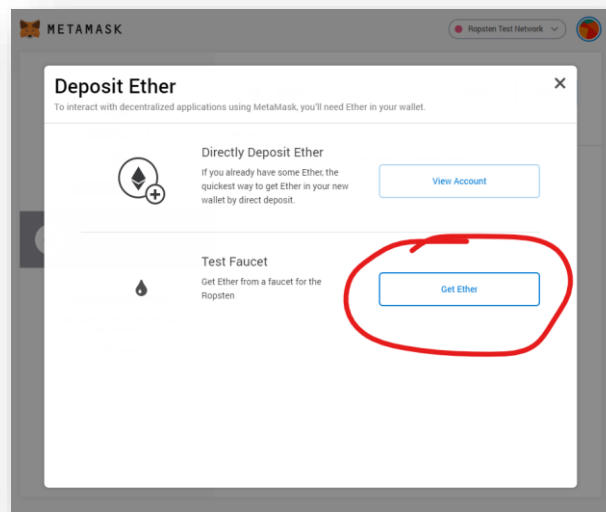 METAMASK
Ropsten Test Network
Deposit Ether
To interact with decentralized applications using MetaMask, you'll need Ether in your wallet.
Directly Deposit Ether
If you already have some Ether, the
quickest way to get Ether in your new
wallet by direct deposit.
View Account
Test Faucet
Get Ether from a faucet for the
Ropsten
Get Ether